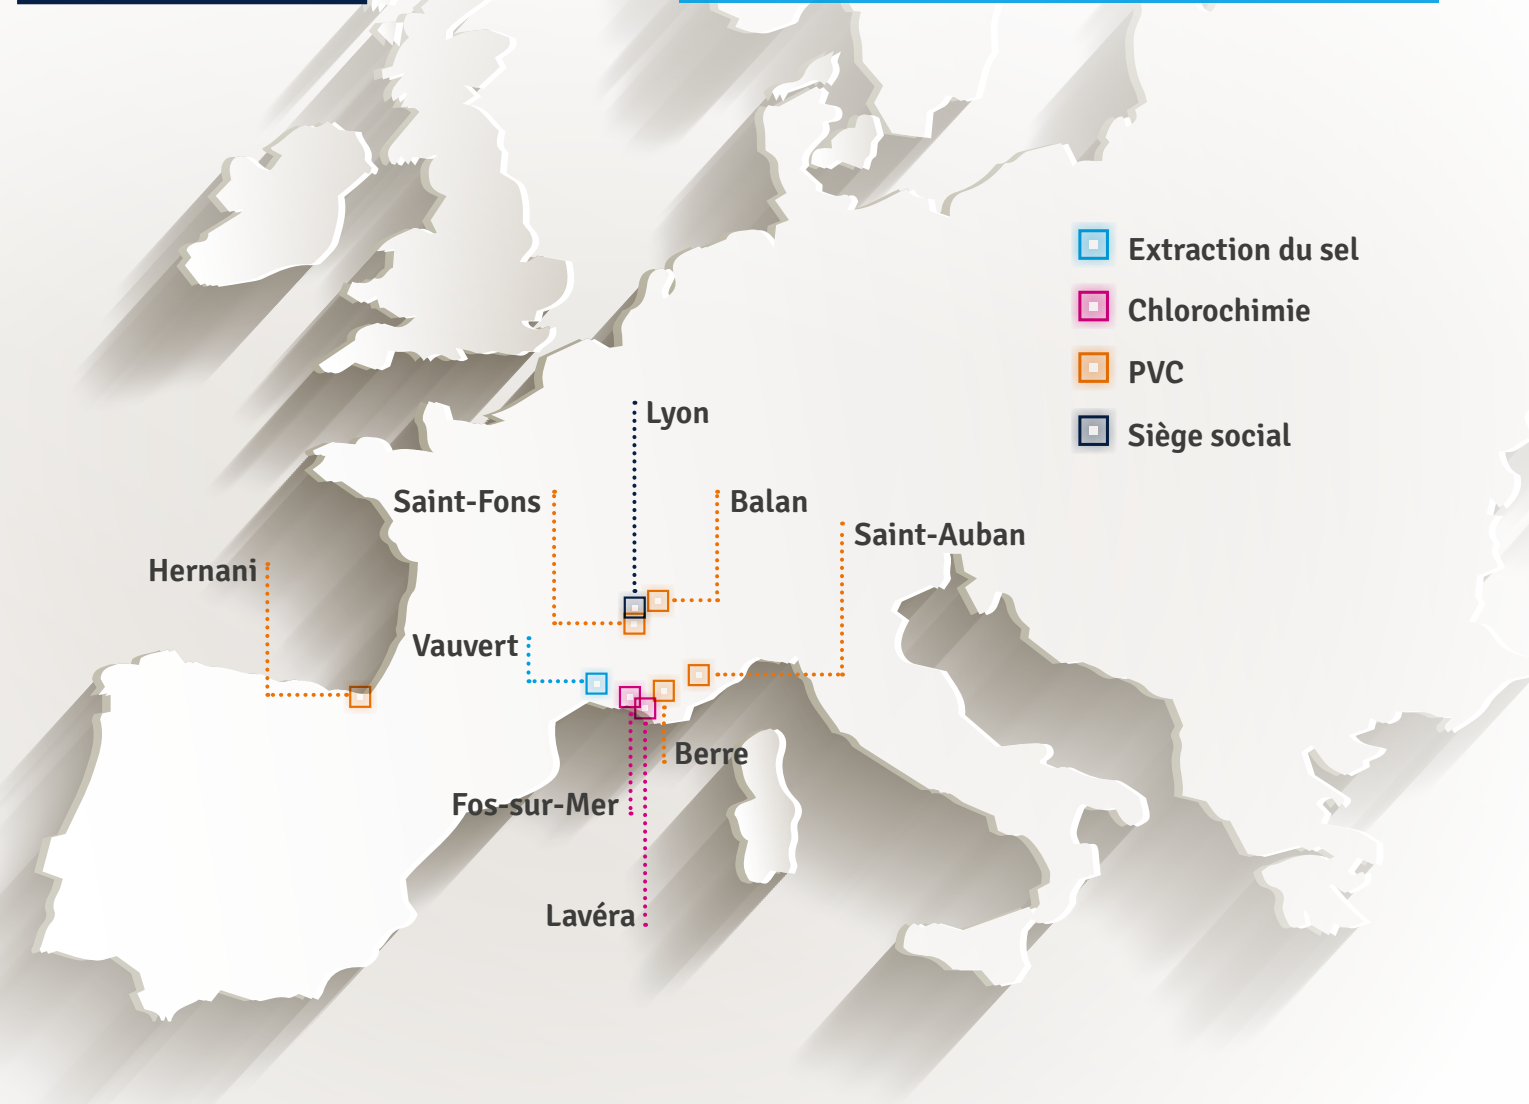 Extraction du sel
Chlorochimie
PVC
Siège social
Lyon
Saint-Fons
Balan
Saint-Auban
Hernani
Vauvert
Berre
Fos-sur-Mer
Lavéra